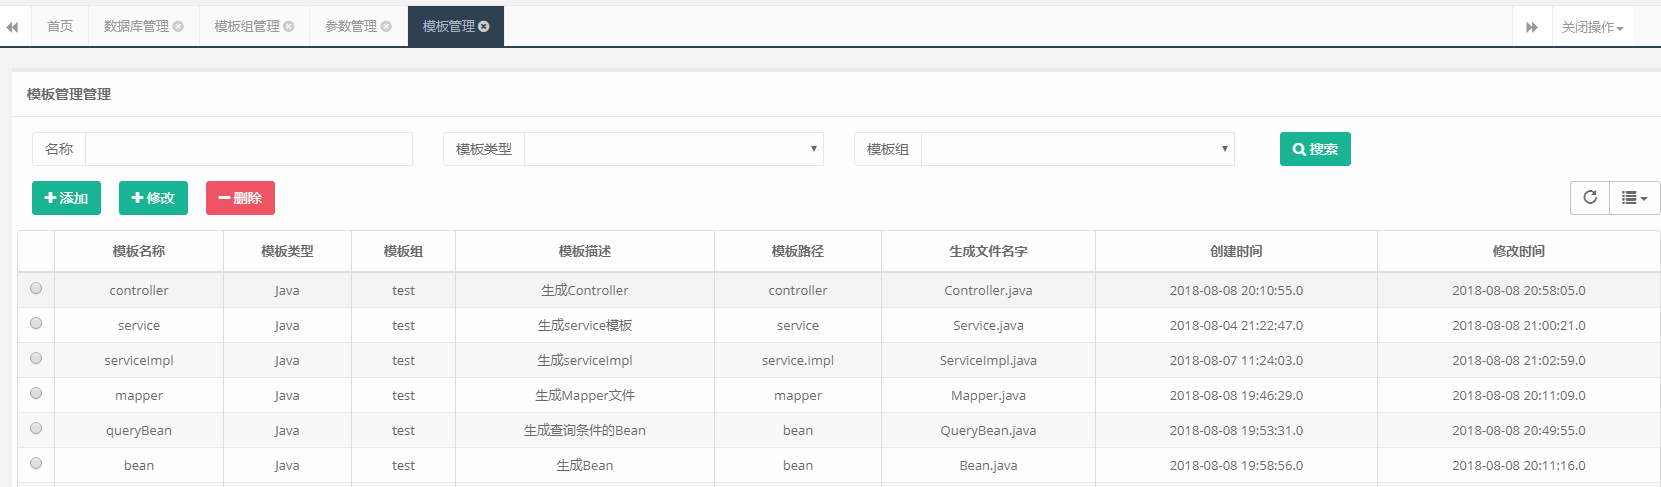 首页 数据库管理 模板组管理 参数管理 模板管理 关闭操作
模板管理管理
名称 模板类型 模板组 搜索
添加 修改 删除
模板名称 模板类型 模板组 模板描述 模板路径 生成文件名字 创建时间 修改时间
controller Java test 生成Controller controller Controller.java 2018-08-08 20:10:55.0 2018-08-08 20:58:05.0
service Java test 生成service模板 service Service.java 2018-08-04 21:22:47.0 2018-08-08 21:00:21.0
serviceImpl Java test 生成serviceImpl service.impl ServiceImpl.java 2018-08-07 11:24:03.0 2018-08-08 21:02:59.0
mapper Java test 生成Mapper文件 mapper Mapper.java 2018-08-08 19:46:29.0 2018-08-08 20:11:09.0
queryBean Java test 生成查询条件的Bean bean QueryBean.java 2018-08-08 19:53:31.0 2018-08-08 20:49:55.0
bean Java test 生成Bean bean Bean.java 2018-08-08 19:58:56.0 2018-08-08 20:11:16.0